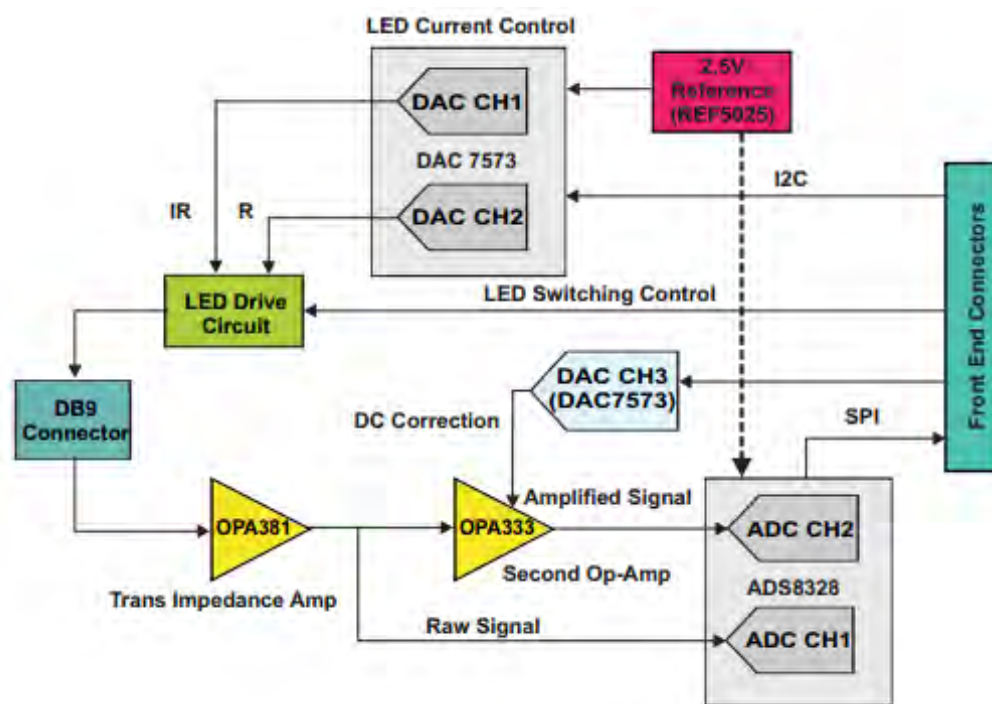 LED Current Control
DAC CH1
DAC 7573
DAC CH2
2.5V
Reference
(REF5025)
I2C
IR
R
LED Drive
Circuit
LED Switching Control
Front End Connectors
DB9
Connector
DAC CH3
(DAC7573)
DC Correction
SPI
OPA381
Trans Impedance Amp
OPA333
Amplified Signal
Second Op-Amp
Raw Signal
ADC CH2
ADS8328
ADC CH1